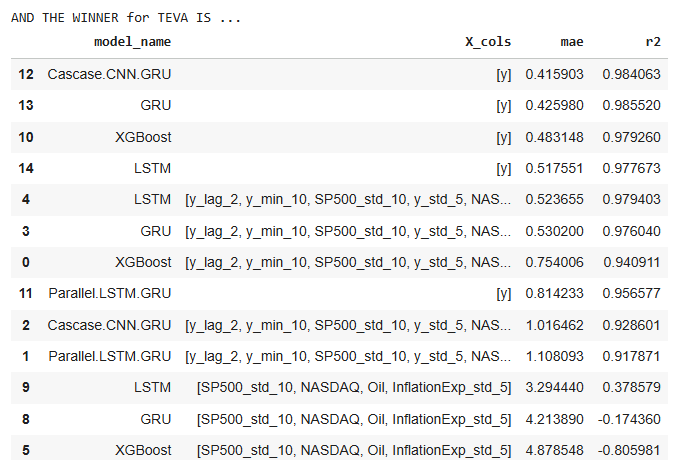 AND THE WINNER for TEVA IS ...
model_name X_cols mae r2
12 Cascase.CNN.GRU [y] 0.415903 0.984063
13 GRU [y] 0.425980 0.985520
10 XGBoost [y] 0.483148 0.979260
14 LSTM [y] 0.517551 0.977673
4 LSTM [y_lag_2, y_min_10, SP500_std_10, y_std_5, NAS... 0.523655 0.979403
3 GRU [y_lag_2, y_min_10, SP500_std_10, y_std_5, NAS... 0.530200 0.976040
0 XGBoost [y_lag_2, y_min_10, SP500_std_10, y_std_5, NAS... 0.754006 0.940911
11 Parallel.LSTM.GRU [y] 0.814233 0.956577
2 Cascase.CNN.GRU [y_lag_2, y_min_10, SP500_std_10, y_std_5, NAS... 1.016462 0.928601
1 Parallel.LSTM.GRU [y_lag_2, y_min_10, SP500_std_10, y_std_5, NAS... 1.108093 0.917871
9 LSTM [SP500_std_10, NASDAQ, Oil, InflationExp_std_5] 3.294440 0.378579
8 GRU [SP500_std_10, NASDAQ, Oil, InflationExp_std_5] 4.213890 -0.174360
5 XGBoost [SP500_std_10, NASDAQ, Oil, InflationExp_std_5] 4.878548 -0.805981